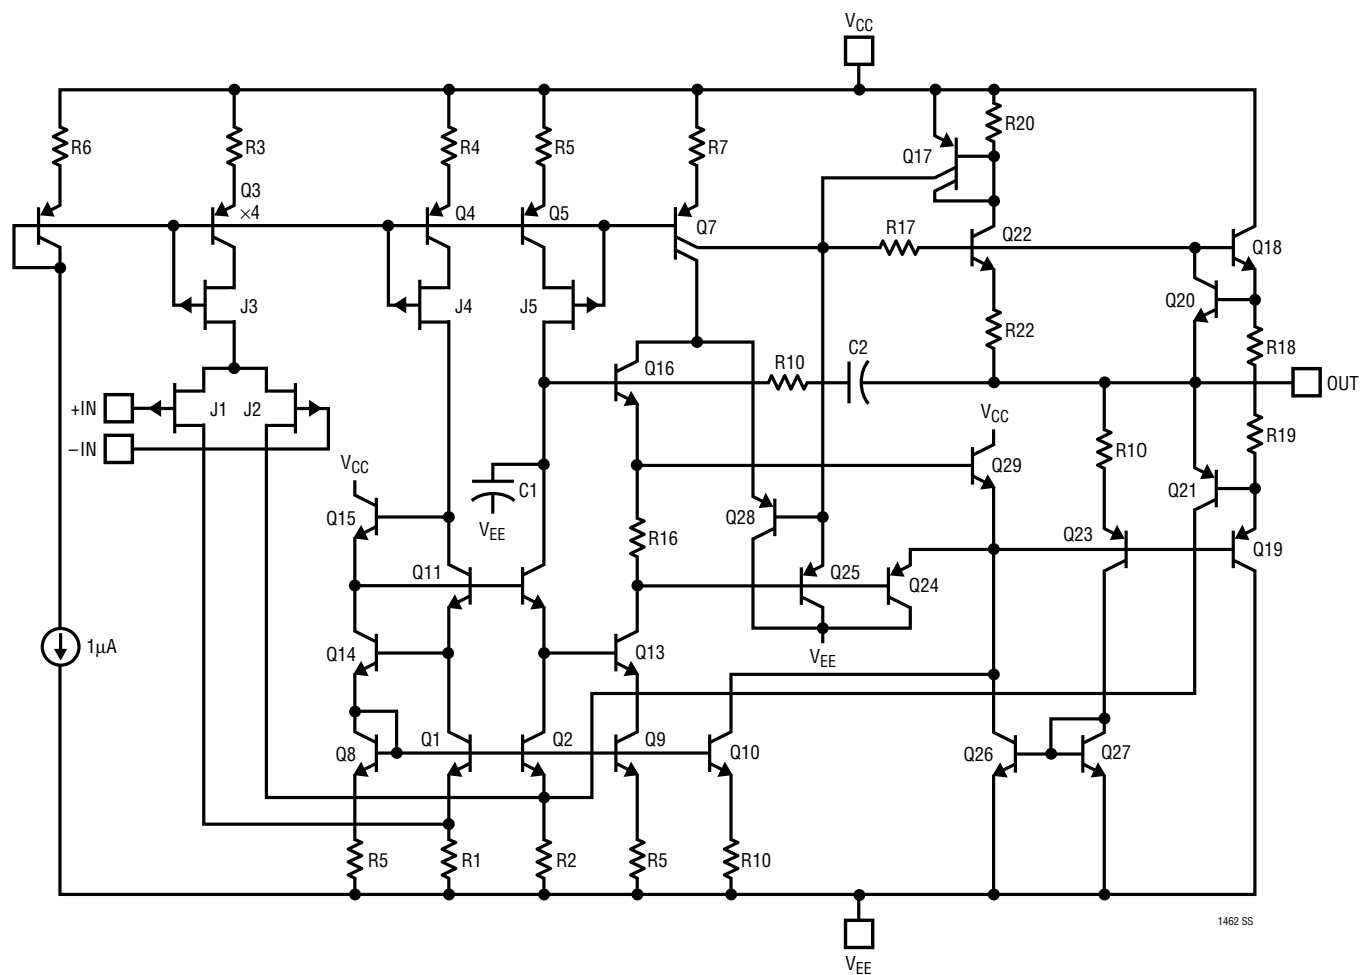 VCC
R6
R3
R4
R5
R7
Q17
R20
Q3
×4
Q4
Q5
Q7
R17
Q22
Q18
Q20
J3
J4
J5
R22
R18
Q16
R10
C2
OUT
+IN
J1
J2
–IN
VCC
R19
R10
Q29
VCC
C1
Q21
Q15
VEE
Q28
R16
Q23
Q19
Q11
Q25
Q24
1µA
Q14
Q13
VEE
Q8
Q1
Q2
Q9
Q10
Q26
Q27
R5
R1
R2
R5
R10
1462 SS
VEE